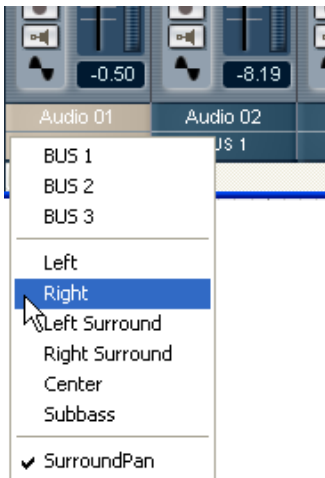 -0.50 -8.19
Audio 01 Audio 02
BUS 1
BUS 1
BUS 2
BUS 3
Left
Right
Left Surround
Right Surround
Center
Subbass
SurroundPan